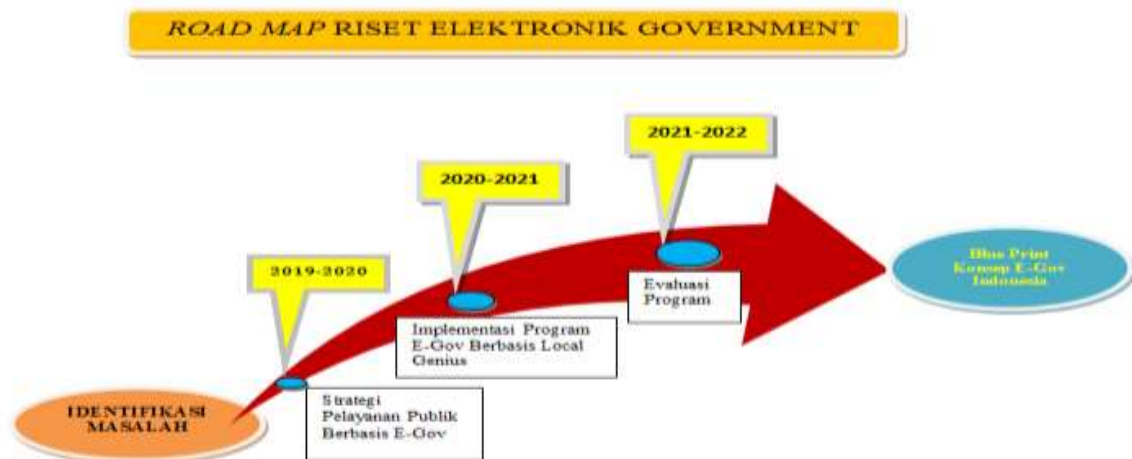 ROAD MAP RISET ELEKTRONIK GOVERNMENT
2021-2022
2020-2021
2019-2020
Blue Print
Konsep E-Gov
Indonesia
Evaluasi
Program
Implementasi Program
E-Gov Berbasis Local
Genius
IDENTIFIKASI
MASALAH
Strategi
Pelayanan Publik
Berbasis E-Gov